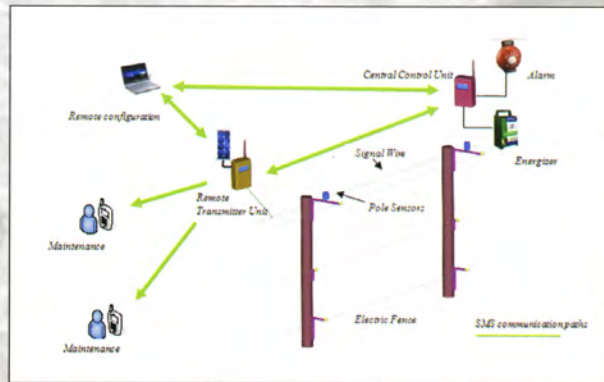 Central Control Unit
Alarm
Remote configuration
Signal Wire
Energizer
Remote
Transmitter Unit
Pole Sensors
Maintenance
Electric Fence
SMS communication paths
Maintenance